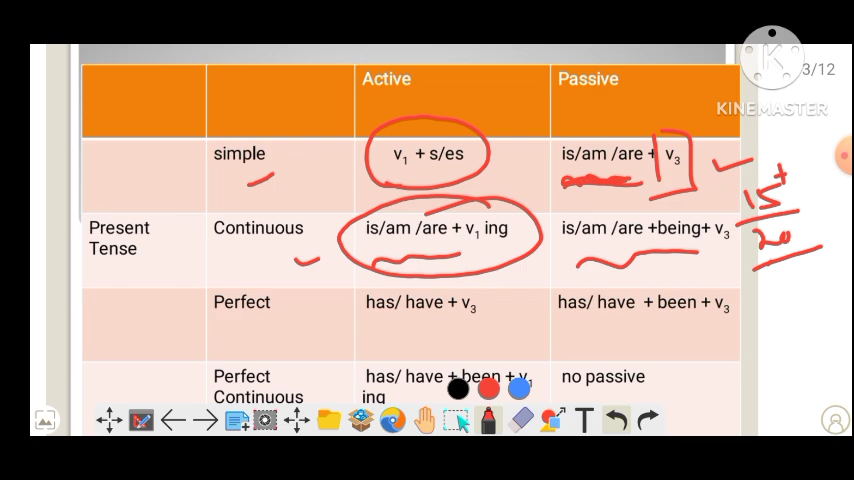 Active Passive
3/12
K
KINEMASTER
simple v₁ + s/es is/am /are + v₃
15+
20
Present Tense Continuous is/am /are + v₁ ing is/am /are +being+ v₃
Perfect has/ have + v₃ has/ have + been + v₃
Perfect Continuous has/ have + been + v₁ ing no passive
T